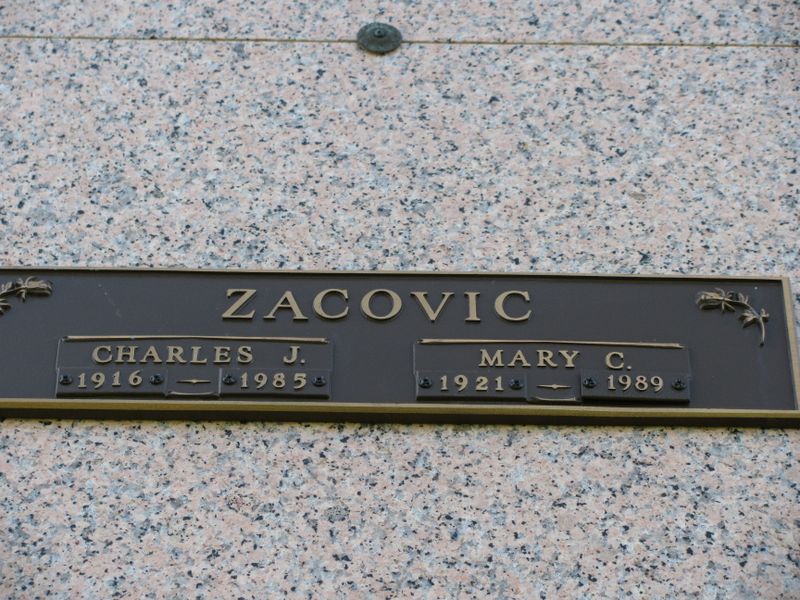 ZACOVIC
CHARLES J.
1916 – 1985
MARY C.
1921 – 1989